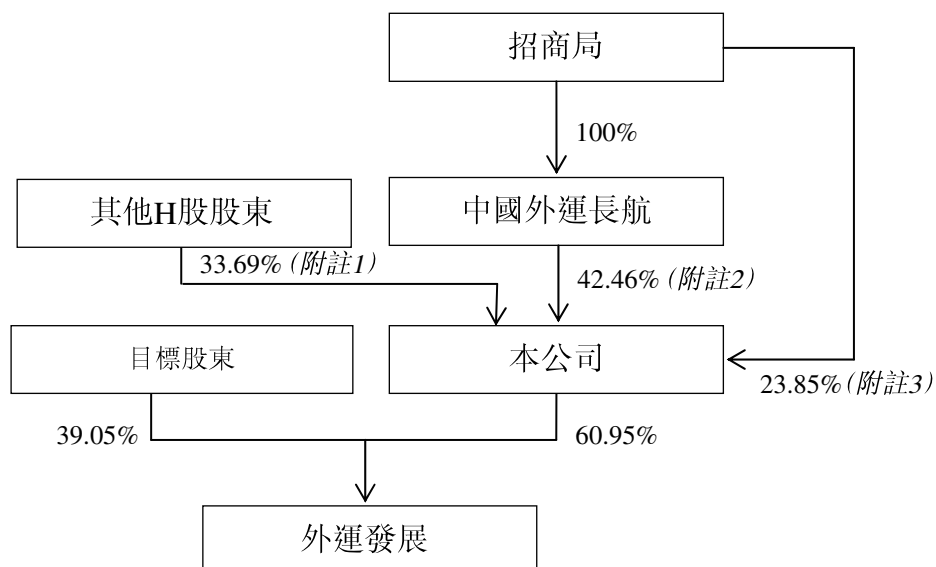 招商局
100%
其他H股股東
中國外運長航
33.69% (附註1)
42.46% (附註2)
目標股東
本公司
23.85% (附註3)
39.05%
60.95%
外運發展